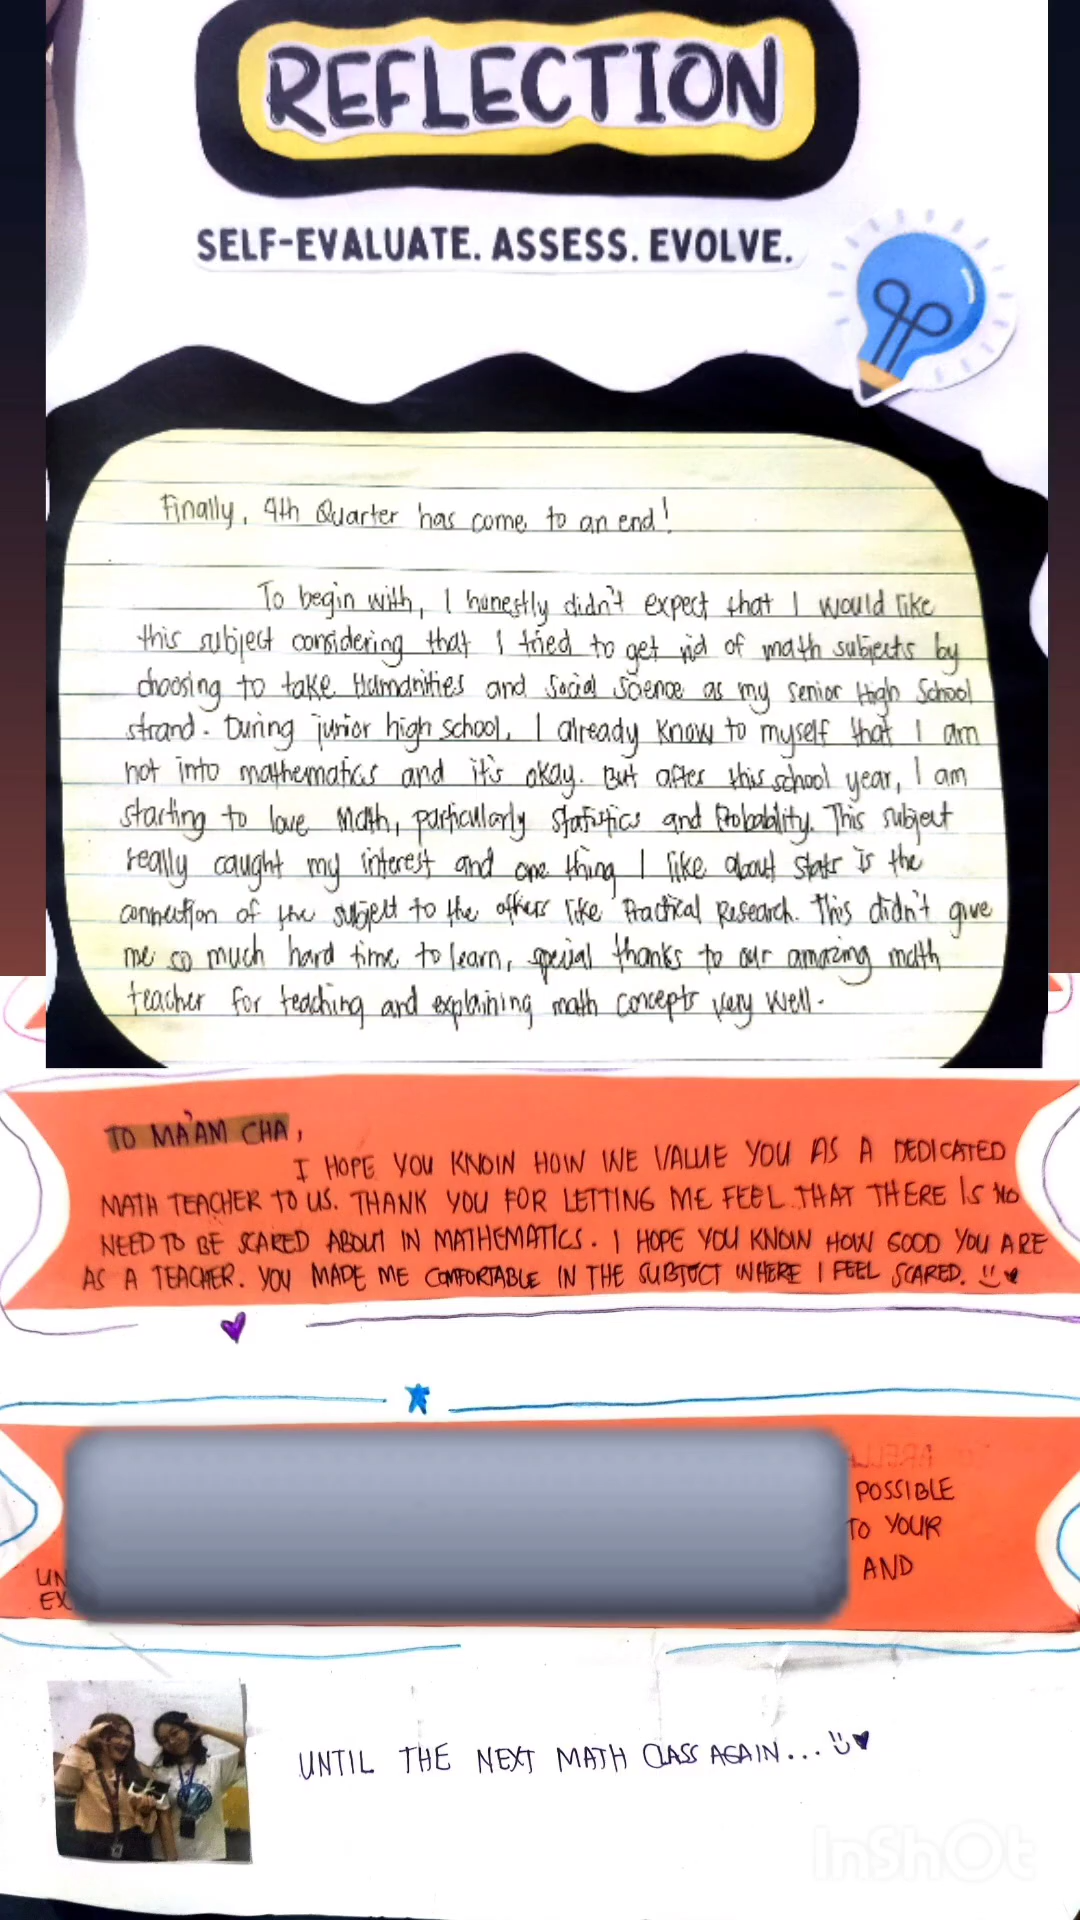 REFLECTION
SELF-EVALUATE. ASSESS. EVOLVE.
Finally, 4th Quarter has come to an end!
To begin with, I honestly didn't expect that I would like
this subject considering that I tried to get rid of math subjects by
choosing to take Humanities and Social Science as my Senior High School
strand. During junior high school, I already know to myself that I am
not into mathematics and it's okay. But after this school year, I am
starting to love Math, particularly Statistics and Probability. This subject
really caught my interest and one thing I like about stats is the
connection of the subject to the others like Practical Research. This didn't give
me so much hard time to learn, special thanks to our amazing math
teacher for teaching and explaining math concepts very well.
TO MA'AM CHA,
I HOPE YOU KNOW HOW WE VALUE YOU AS A DEDICATED
MATH TEACHER TO US. THANK YOU FOR LETTING ME FEEL THAT THERE IS NO
NEED TO BE SCARED ABOUT IN MATHEMATICS. I HOPE YOU KNOW HOW GOOD YOU ARE
AS A TEACHER. YOU MADE ME COMFORTABLE IN THE SUBJECT WHERE I FEEL SCARED.
POSSIBLE
TO YOUR
UN AND
EX
UNTIL THE NEXT MATH CLASS AGAIN...
InShOt